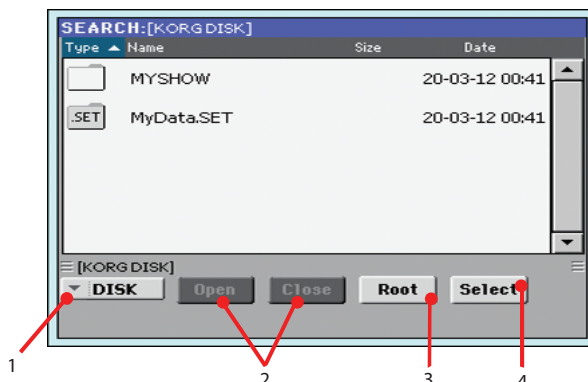 SEARCH:[KORG DISK]
Type Name Size Date
MYSHOW 20-03-12 00:41
.SET MyData.SET 20-03-12 00:41
[KORG DISK]
DISK Open Close Root Select
1 2 3 4